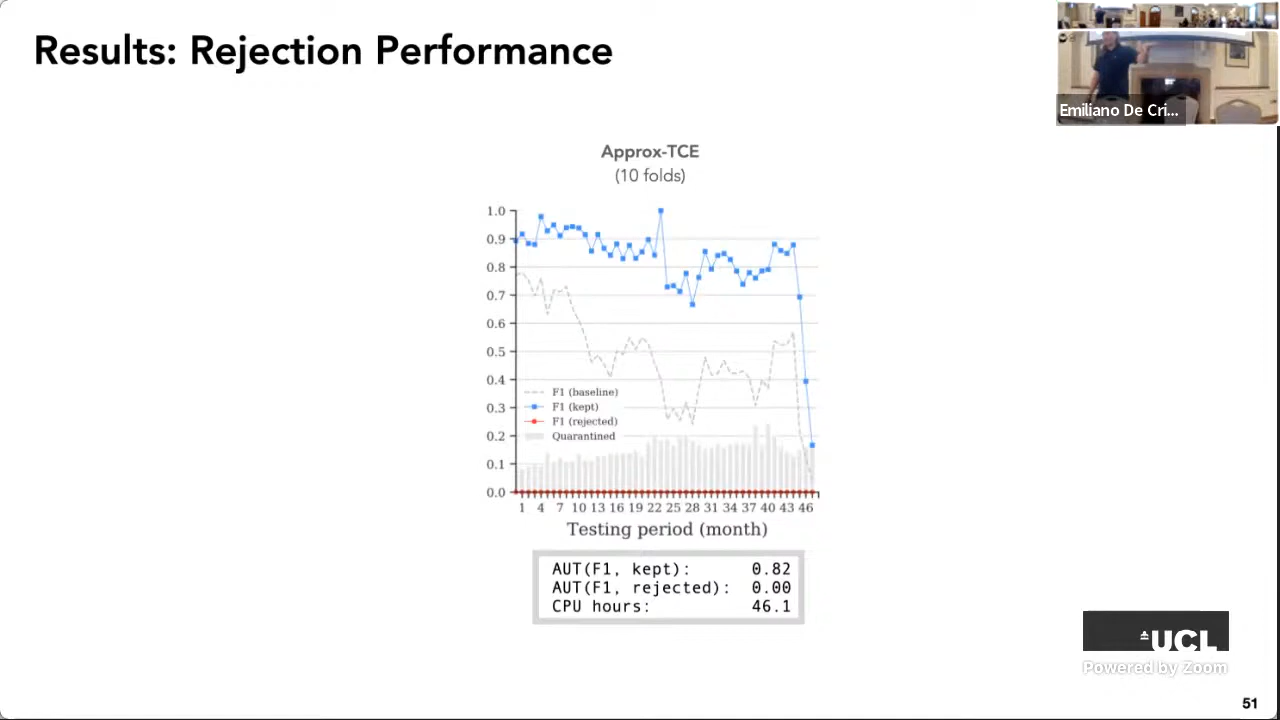 Results: Rejection Performance
Emiliano De Cri...
Approx-TCE
(10 folds)
1.0
0.9
0.8
0.7
0.6
0.5
0.4
0.3
0.2
0.1
0.0
F1 (baseline)
F1 (kept)
F1 (rejected)
Quarantined
1 4 7 10 13 16 19 22 25 28 31 34 37 40 43 46
Testing period (month)
AUT(F1, kept): 0.82
AUT(F1, rejected): 0.00
CPU hours: 46.1
UCL
Powered by Zoom
51